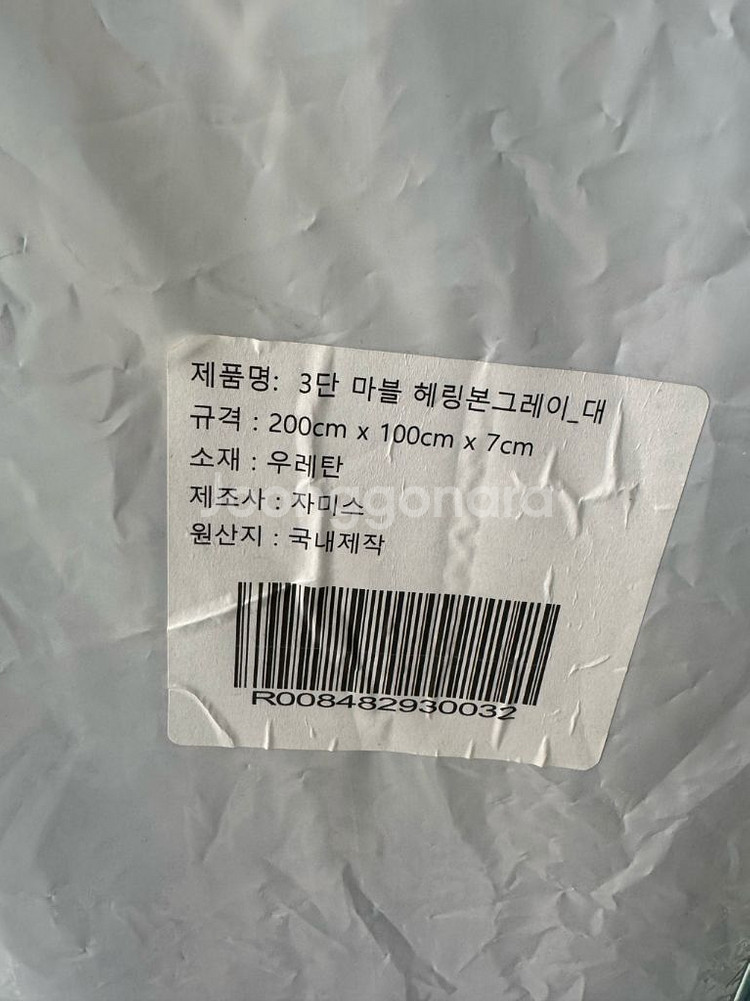 제품명: 3단 마블 헤링본그레이_대
규격 : 200cm x 100cm x 7cm
소재 : 우레탄
제조사 : 자미스
joonggonara
원산지 : 국내제작
R008482930032